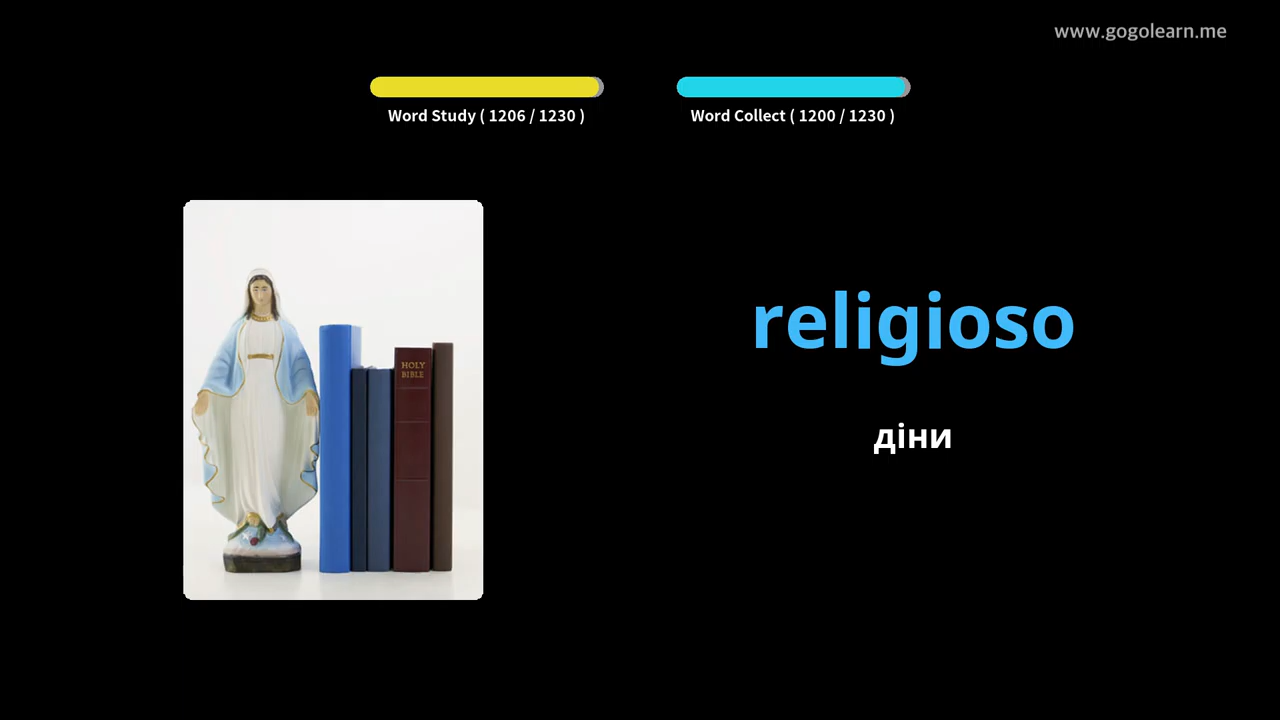 www.gogolearn.me
Word Study ( 1206 / 1230 )
Word Collect ( 1200 / 1230 )
HOLY
BIBLE
religioso
діни